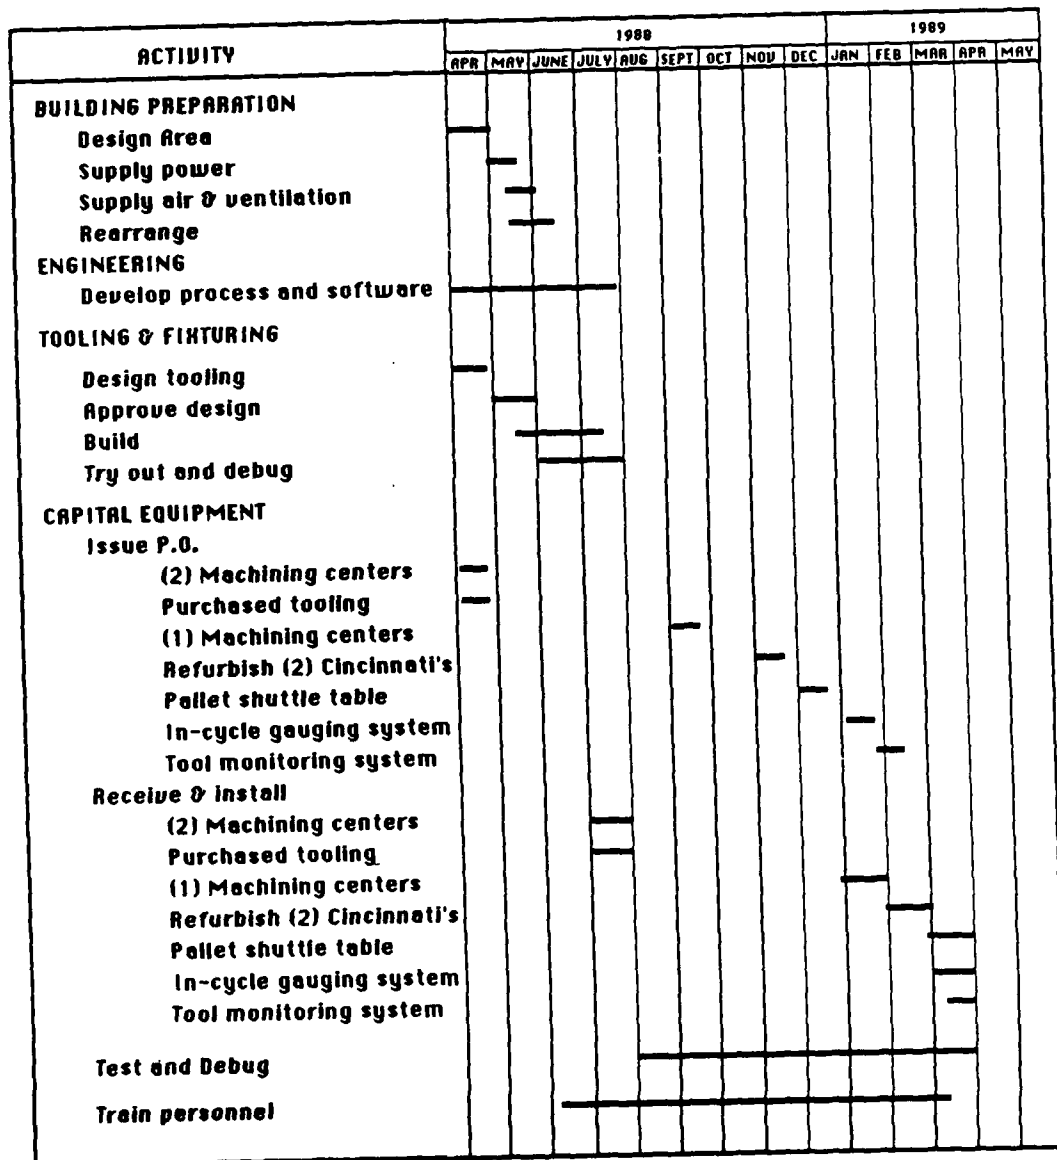 1988 1989
ACTIVITY
APR MAY JUNE JULY AUG SEPT OCT NOV DEC JAN FEB MAR APR MAY
BUILDING PREPARATION
Design Area
Supply power
Supply air & ventilation
Rearrange
ENGINEERING
Develop process and software
TOOLING & FIXTURING
Design tooling
Approve design
Build
Try out and debug
CAPITAL EQUIPMENT
Issue P.O.
(2) Machining centers
Purchased tooling
(1) Machining centers
Refurbish (2) Cincinnati's
Pallet shuttle table
In-cycle gauging system
Tool monitoring system
Receive & install
(2) Machining centers
Purchased tooling
(1) Machining centers
Refurbish (2) Cincinnati's
Pallet shuttle table
In-cycle gauging system
Tool monitoring system
Test and Debug
Train personnel